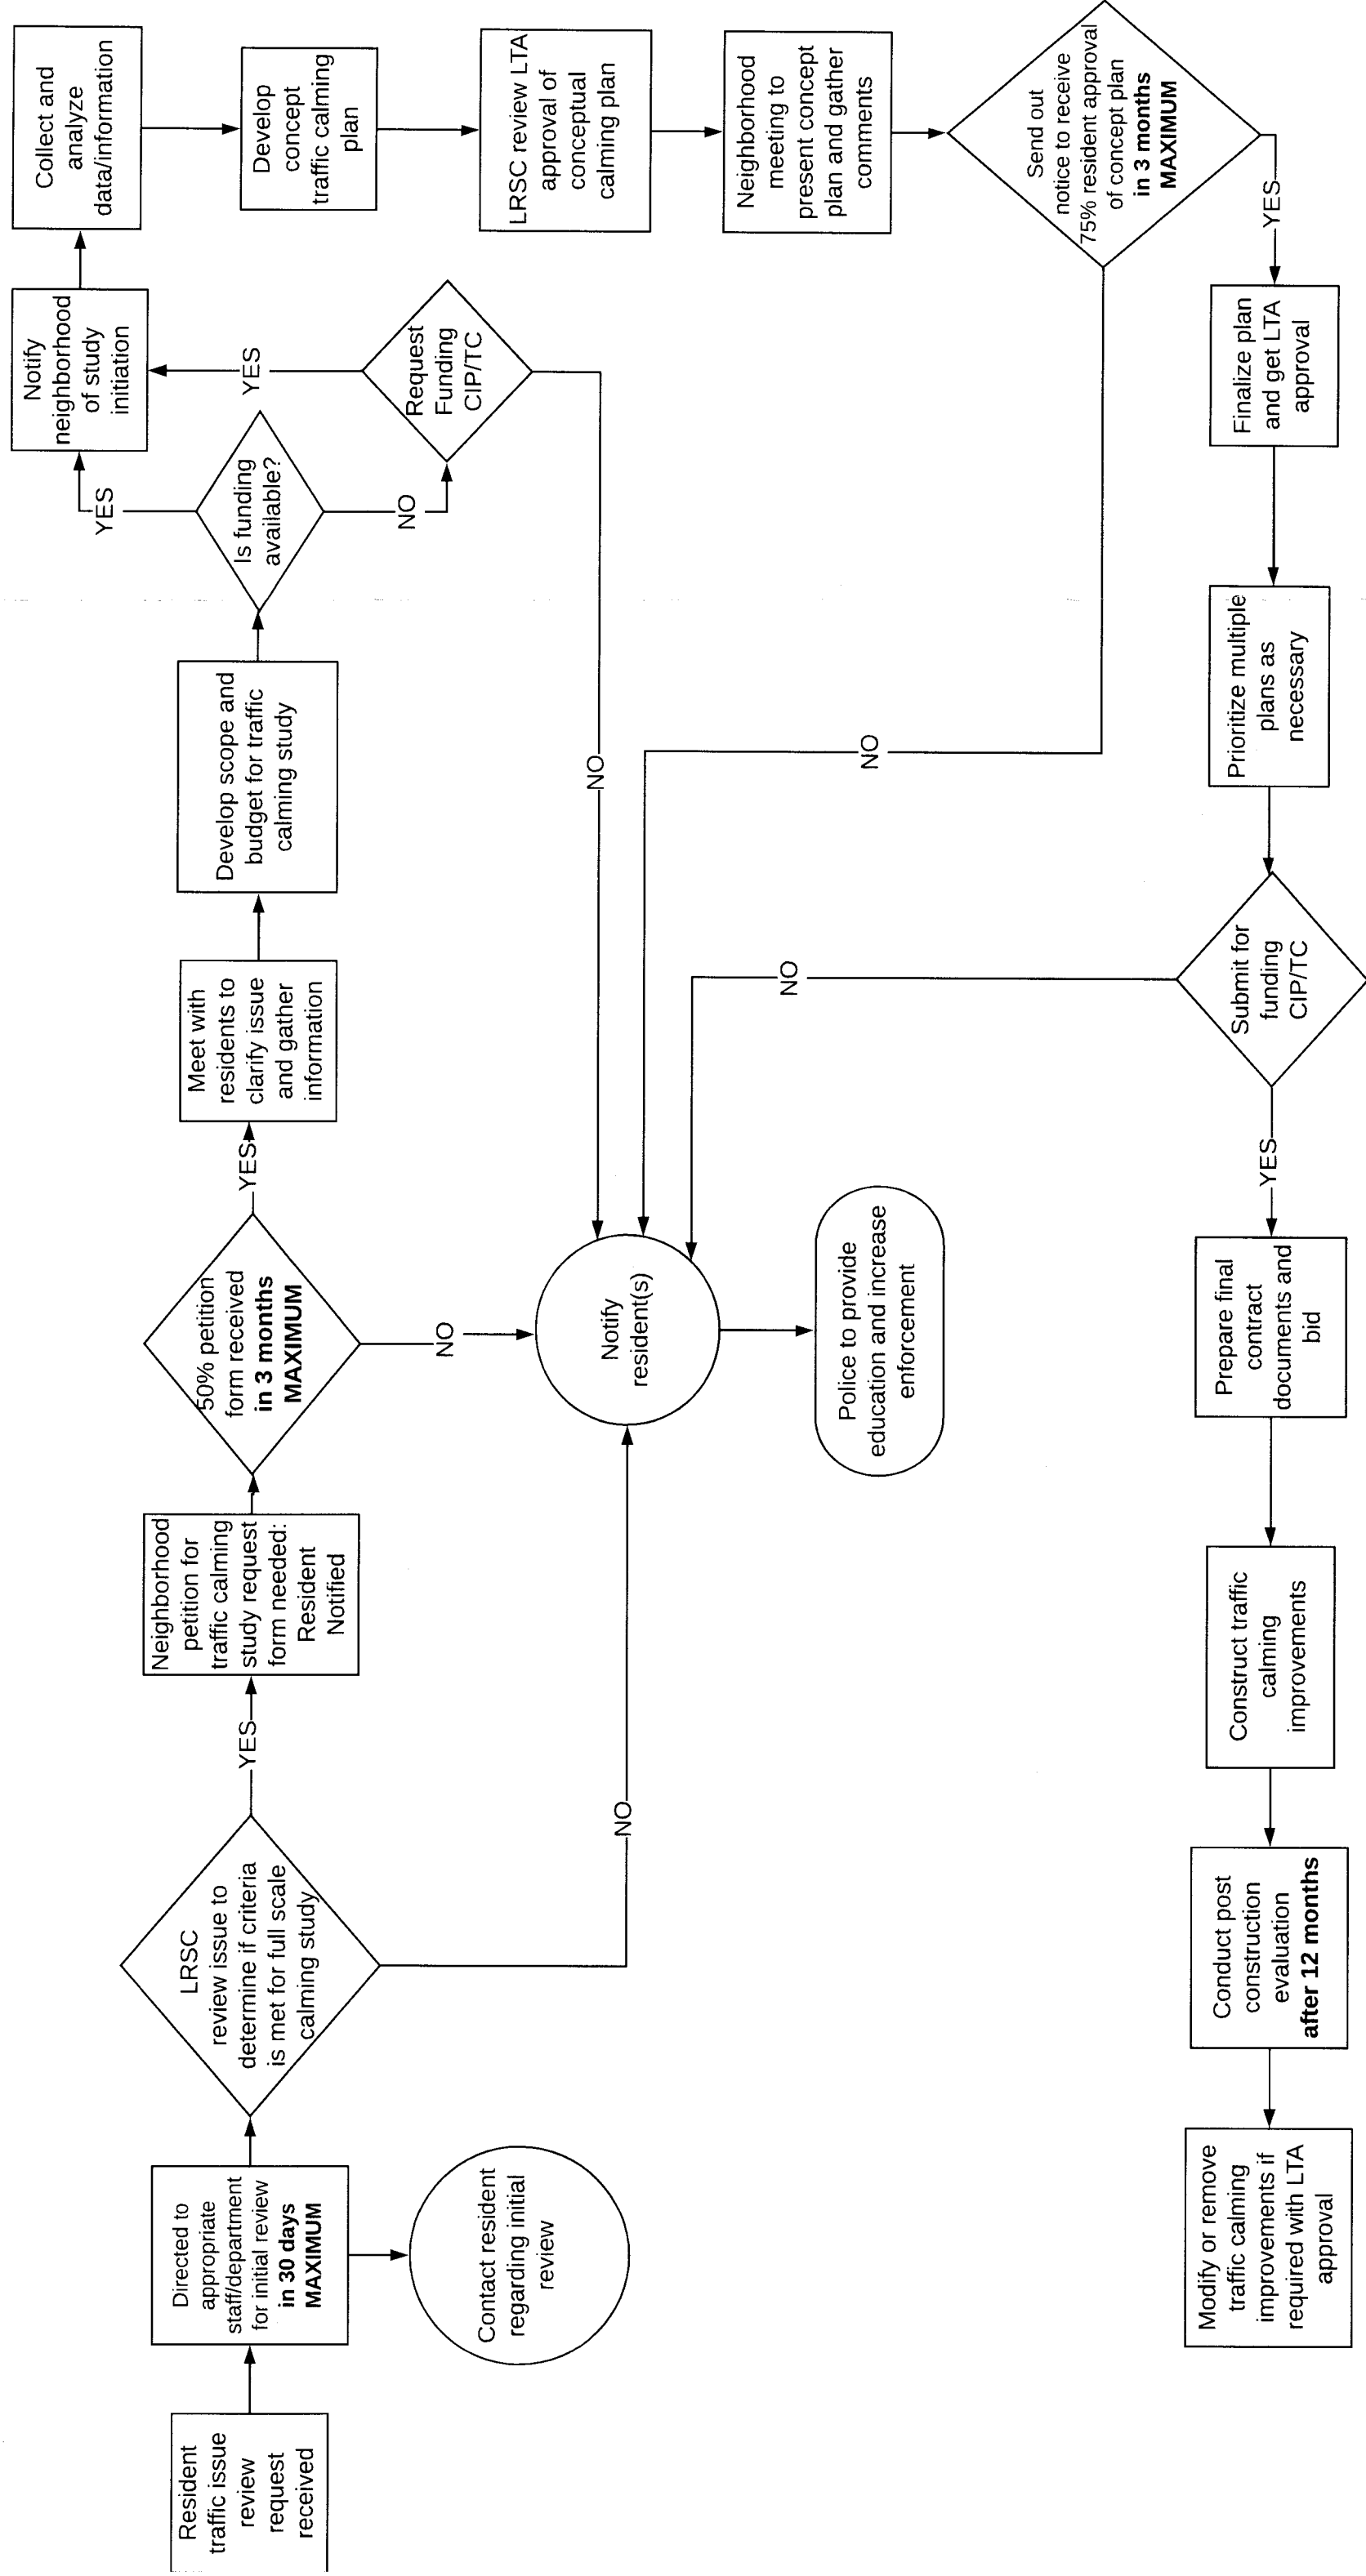 Resident
traffic issue
review
request
received
Directed to
appropriate
staff/department
for initial review
in 30 days
MAXIMUM
Contact resident
regarding initial
review
LRSC
review issue to
determine if criteria
is met for full scale
calming study
YES
NO
Neighborhood
petition for
traffic calming
study request
form needed:
Resident
Notified
50% petition
form received
in 3 months
MAXIMUM
YES
NO
Meet with
residents to
clarify issue
and gather
information
Develop scope and
budget for traffic
calming study
Is funding
available?
YES
NO
Request
Funding
CIP/TC
YES
NO
Notify
neighborhood
of study
initiation
Collect and
analyze
data/information
Develop
concept
traffic calming
plan
LRSC review LTA
approval of
conceptual
calming plan
Neighborhood
meeting to
present concept
plan and gather
comments
Send out
notice to receive
75% resident approval
of concept plan
in 3 months
MAXIMUM
NO
YES
Notify
resident(s)
Police to provide
education and increase
enforcement
Finalize plan
and get LTA
approval
Prioritize multiple
plans as
necessary
Submit for
funding
CIP/TC
NO
YES
Prepare final
contract
documents and
bid
Construct traffic
calming
improvements
Conduct post
construction
evaluation
after 12 months
Modify or remove
traffic calming
improvements if
required with LTA
approval